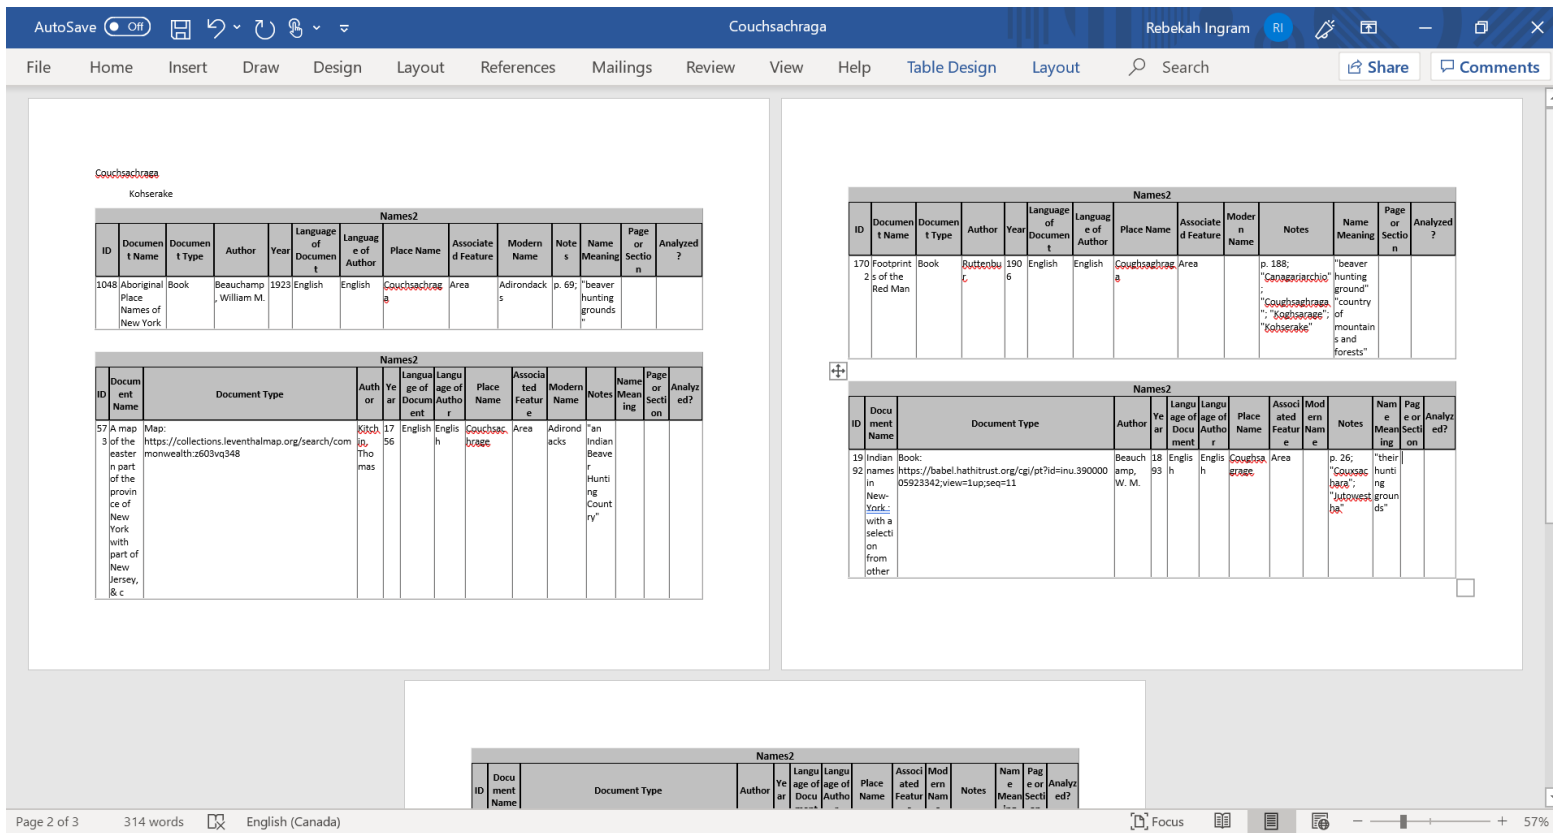 AutoSave Off Couchsachraga Rebekah Ingram RI
File Home Insert Draw Design Layout References Mailings Review View Help Table Design Layout Search Share Comments
Couchsachraga
Kohserake
Names2
ID Document Name Document Type Author Year Language of Document Language of Author Place Name Associated Feature Modern Name Notes Name Meaning Page or Section Analyzed?
1048 Aboriginal Place Names of New York Book Beauchamp, William M. 1923 English English Couchsachraga Area Adirondacks p. 69; "beaver hunting grounds"
Names2
ID Document Name Document Type Author Year Language of Document Language of Author Place Name Associated Feature Modern Name Notes Name Meaning Page or Section Analyzed?
573 A map of the eastern part of the province of New York with part of New Jersey, & c Map: https://collections.leventhalmap.org/search/commonwealth:z603vq348 Kitchin, Thomas 1756 English English Couchsachrage Area Adirondacks "an Indian Beaver Hunting Country"
Names2
ID Document Name Document Type Author Year Language of Document Language of Author Place Name Associated Feature Modern Name Notes Name Meaning Page or Section Analyzed?
1702 Footprints of the Red Man Book Ruttenbur, 1906 English English Coughsaghraga Area p. 188; "Canagariarchio"; "Coughsaghraga"; "Koghsarage"; "Kohserake" "beaver hunting ground" "country of mountains and forests"
Names2
ID Document Name Document Type Author Year Language of Document Language of Author Place Name Associated Feature Modern Name Notes Name Meaning Page or Section Analyzed?
1992 Indian names in New-York: with a selection from other Book: https://babel.hathitrust.org/cgi/pt?id=inu.39000005923342;view=1up;seq=11 Beauchamp, W. M. 1893 English English Coughsagrage Area p. 26; "Couxsachara"; "Jutowestha" "their hunting grounds"
Names2
ID Document Name Document Type Author Year Language of Docu Language of Autho Place Name Associated Featur Modern Nam Notes Name Mean Page or Secti Analyzed?
Page 2 of 3 314 words English (Canada) Focus 57%